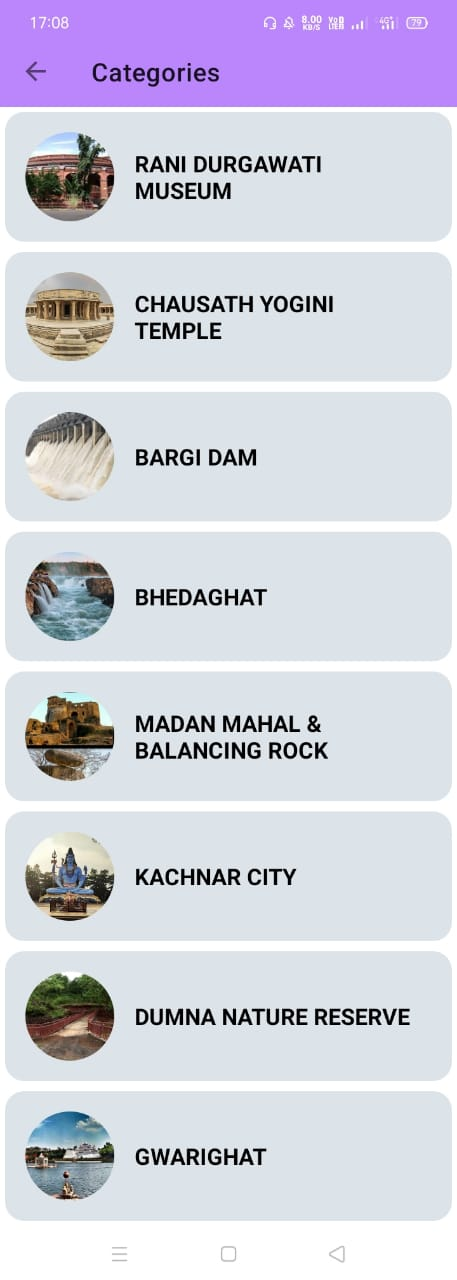 17:08
8.00 KB/S
4G+
79
Categories
RANI DURGAWATI
MUSEUM
CHAUSATH YOGINI
TEMPLE
BARGI DAM
BHEDAGHAT
MADAN MAHAL &
BALANCING ROCK
KACHNAR CITY
DUMNA NATURE RESERVE
GWARIGHAT